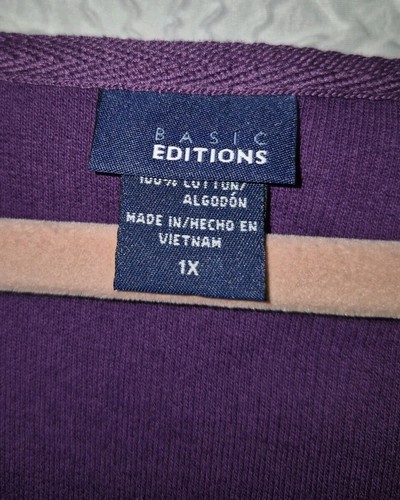 BASIC
EDITIONS
100% COTTON/
ALGODÓN
MADE IN/HECHO EN
VIETNAM
1X